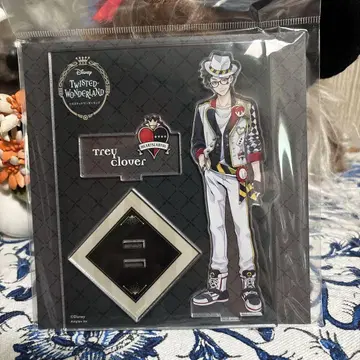 Disney
TWISTED
WONDERLAND
HEARTSLABYUL
Trey
Clover
©Disney